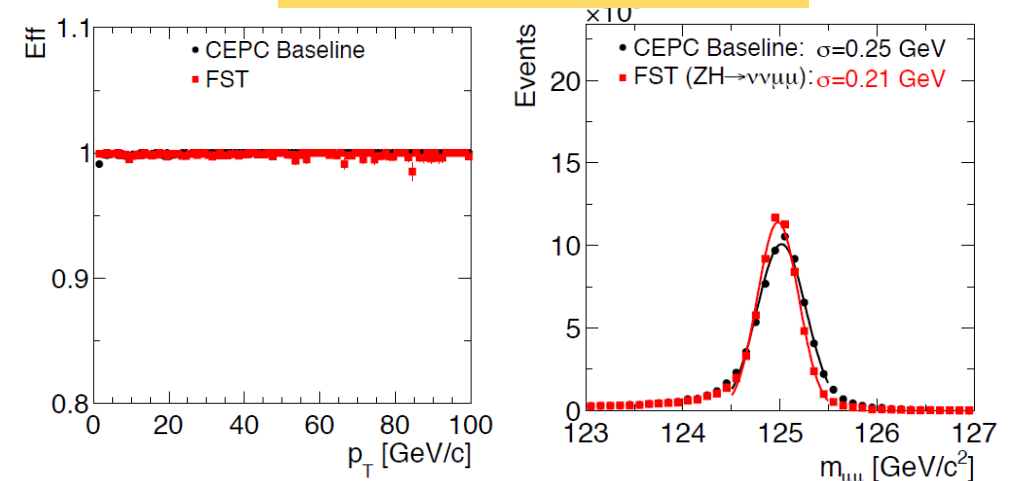 Eff
1.1
1
0.9
0.8
• CEPC Baseline
■ FST
0 20 40 60 80 100
p_T [GeV/c]
Events
×10
20
15
10
5
0
• CEPC Baseline: σ=0.25 GeV
■ FST (ZH→ννμμ): σ=0.21 GeV
123 124 125 126 127
m_μμ [GeV/c²]